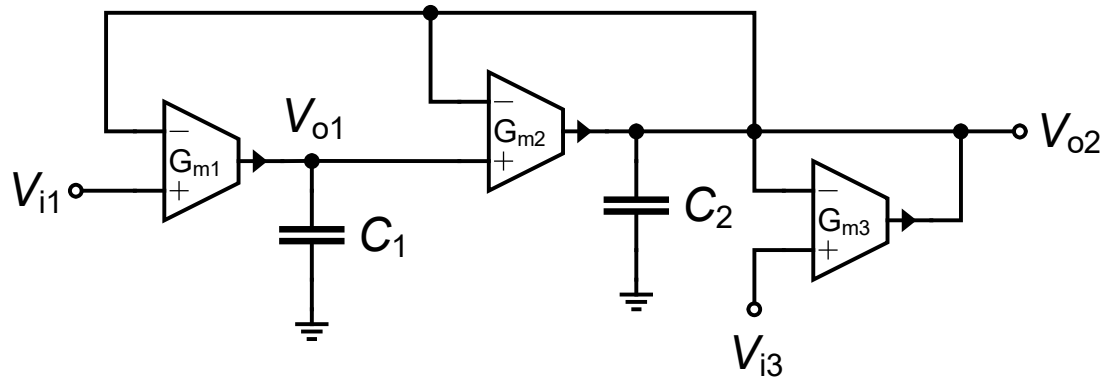 −
G_m1
+
V_i1
V_o1
C_1
−
G_m2
+
C_2
V_o2
−
G_m3
+
V_i3